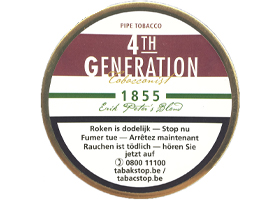 PIPE TOBACCO
4TH
GENERATION
Tobacconist
1855
Erik Peter's Blend
Roken is dodelijk — Stop nu
Fumer tue — Arrêtez maintenant
Rauchen ist tödlich — hören Sie
jetzt auf
0800 11100
tabakstop.be /
tabacstop.be